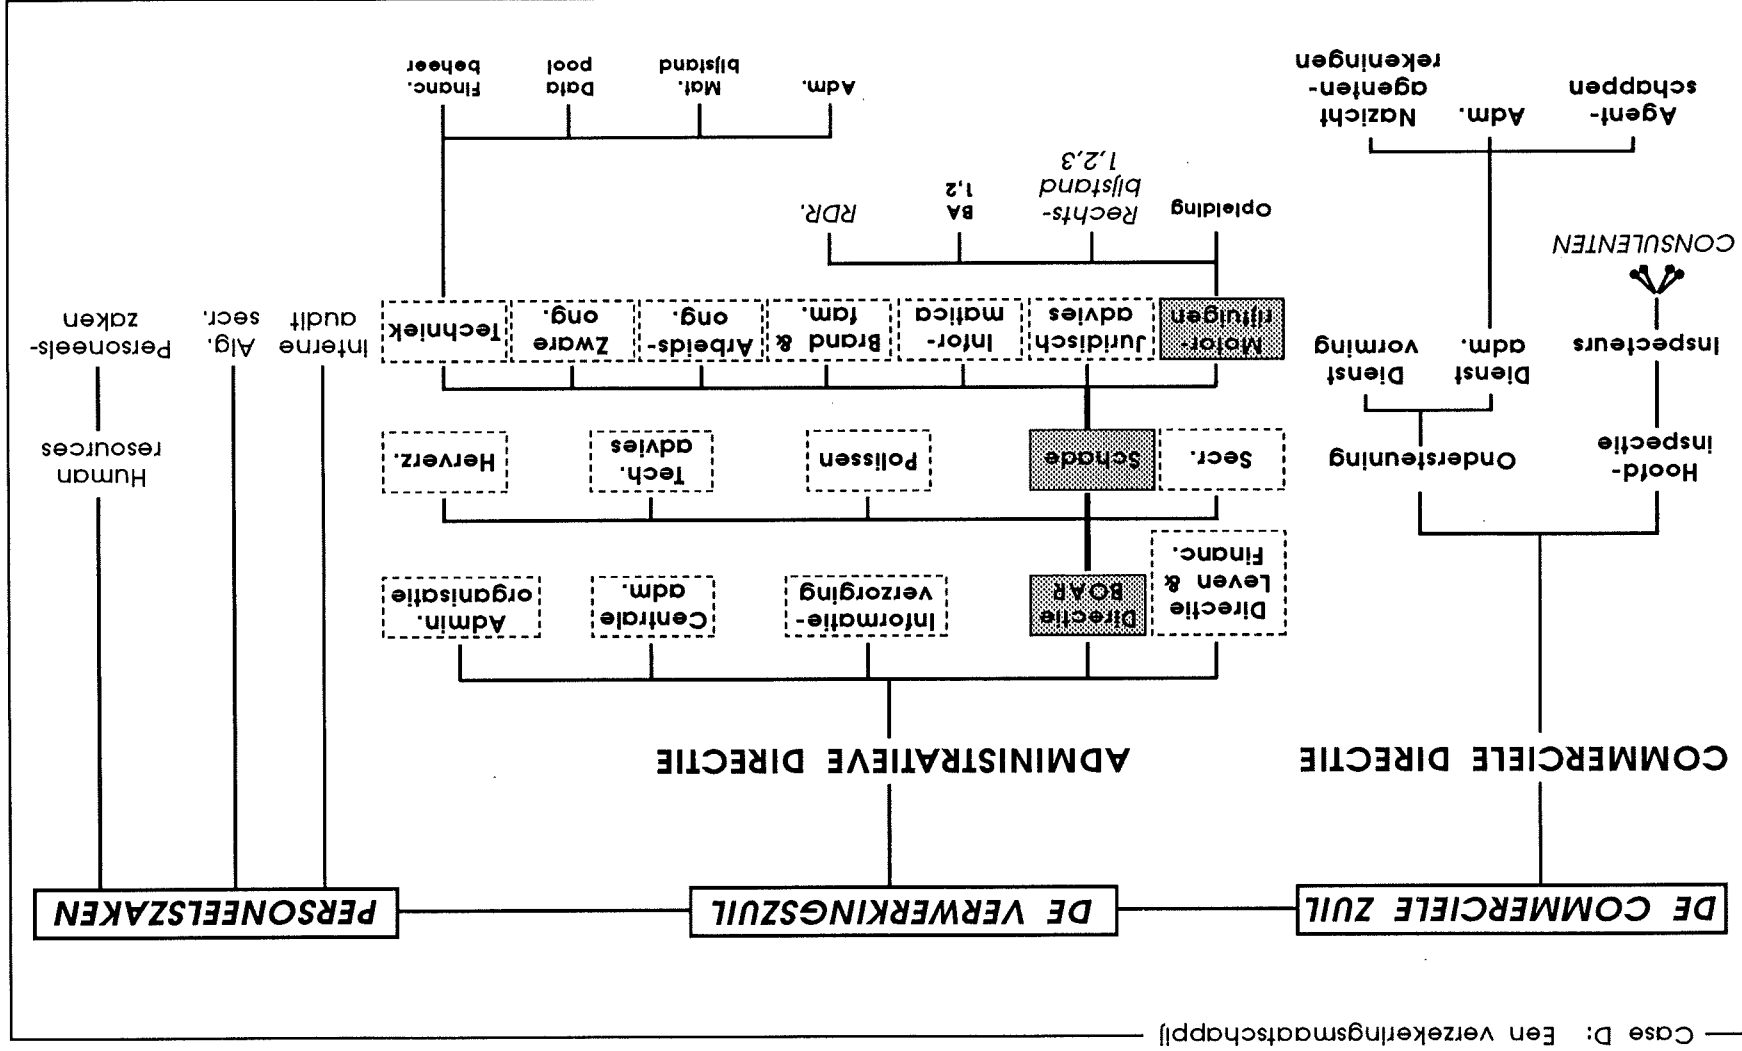 Case D: Een verzekeringsmaatschappij
DE COMMERCIELE ZUIL
DE VERWERKINGSZUIL
PERSONEELSZAKEN
COMMERCIELE DIRECTIE
ADMINISTRATIEVE DIRECTIE
Directie
Leven &
Financ.
Directie
BOAR
Informatie-
verzorging
Centrale
adm.
Admin.
organisatie
Hoofd-
inspectie
Ondersteuning
Secr.
Schade
Polissen
Tech.
advies
Herverz.
Human
resources
Inspecteurs
Dienst
adm.
Dienst
vorming
Motor-
rijtuigen
Juridisch
advies
Infor-
matica
Brand &
fam.
Arbeids-
ong.
Zware
ong.
Techniek
Interne
audit
Alg.
secr.
Personeels-
zaken
CONSULENTEN
Opleiding
Rechts-
bijstand
1,2,3
BA
1,2
RDR.
Agent-
schappen
Adm.
Nazicht
agenten-
rekeningen
Adm.
Mat.
bijstand
Data
pool
Financ.
beheer